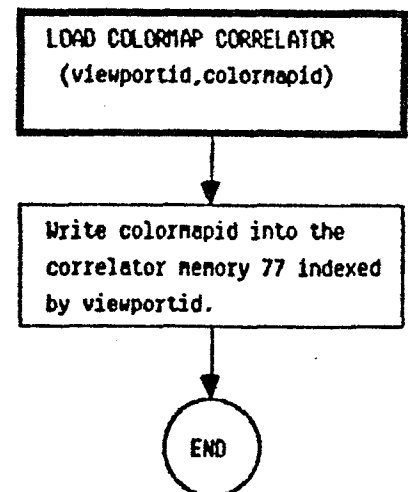 LOAD COLORMAP CORRELATOR
(viewportid,colormapid)
Write colormapid into the
correlator memory 77 indexed
by viewportid.
END